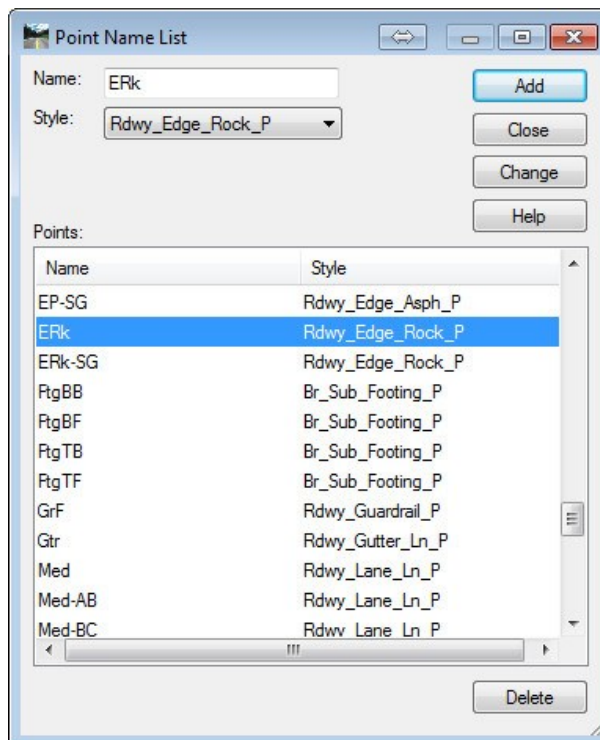 Point Name List
Name: ERk
Add
Style: Rdwy_Edge_Rock_P
Close
Change
Help
Points:
Name Style
EP-SG Rdwy_Edge_Asph_P
ERk Rdwy_Edge_Rock_P
ERk-SG Rdwy_Edge_Rock_P
FtgBB Br_Sub_Footing_P
FtgBF Br_Sub_Footing_P
FtgTB Br_Sub_Footing_P
FtgTF Br_Sub_Footing_P
GrF Rdwy_Guardrail_P
Gtr Rdwy_Gutter_Ln_P
Med Rdwy_Lane_Ln_P
Med-AB Rdwy_Lane_Ln_P
Med-BC Rdwy_Lane_Ln_P
Delete